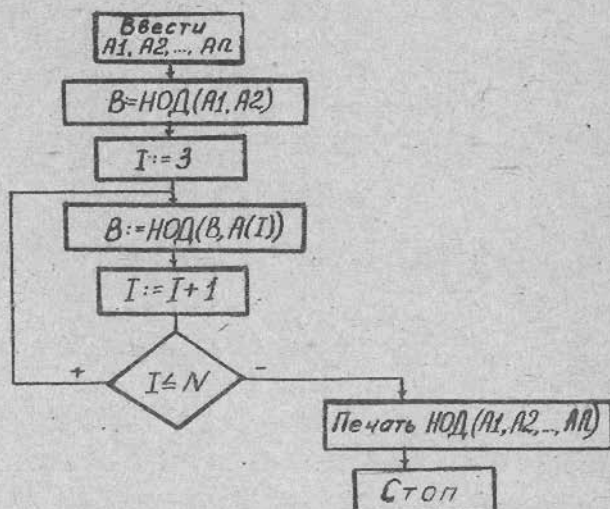 Ввести
A1, A2, ..., An
B=НОД(A1, A2)
I:=3
B:=НОД(B, A(I))
I:=I+1
+
I≤N
-
Печать НОД(A1, A2, ..., An)
Стоп